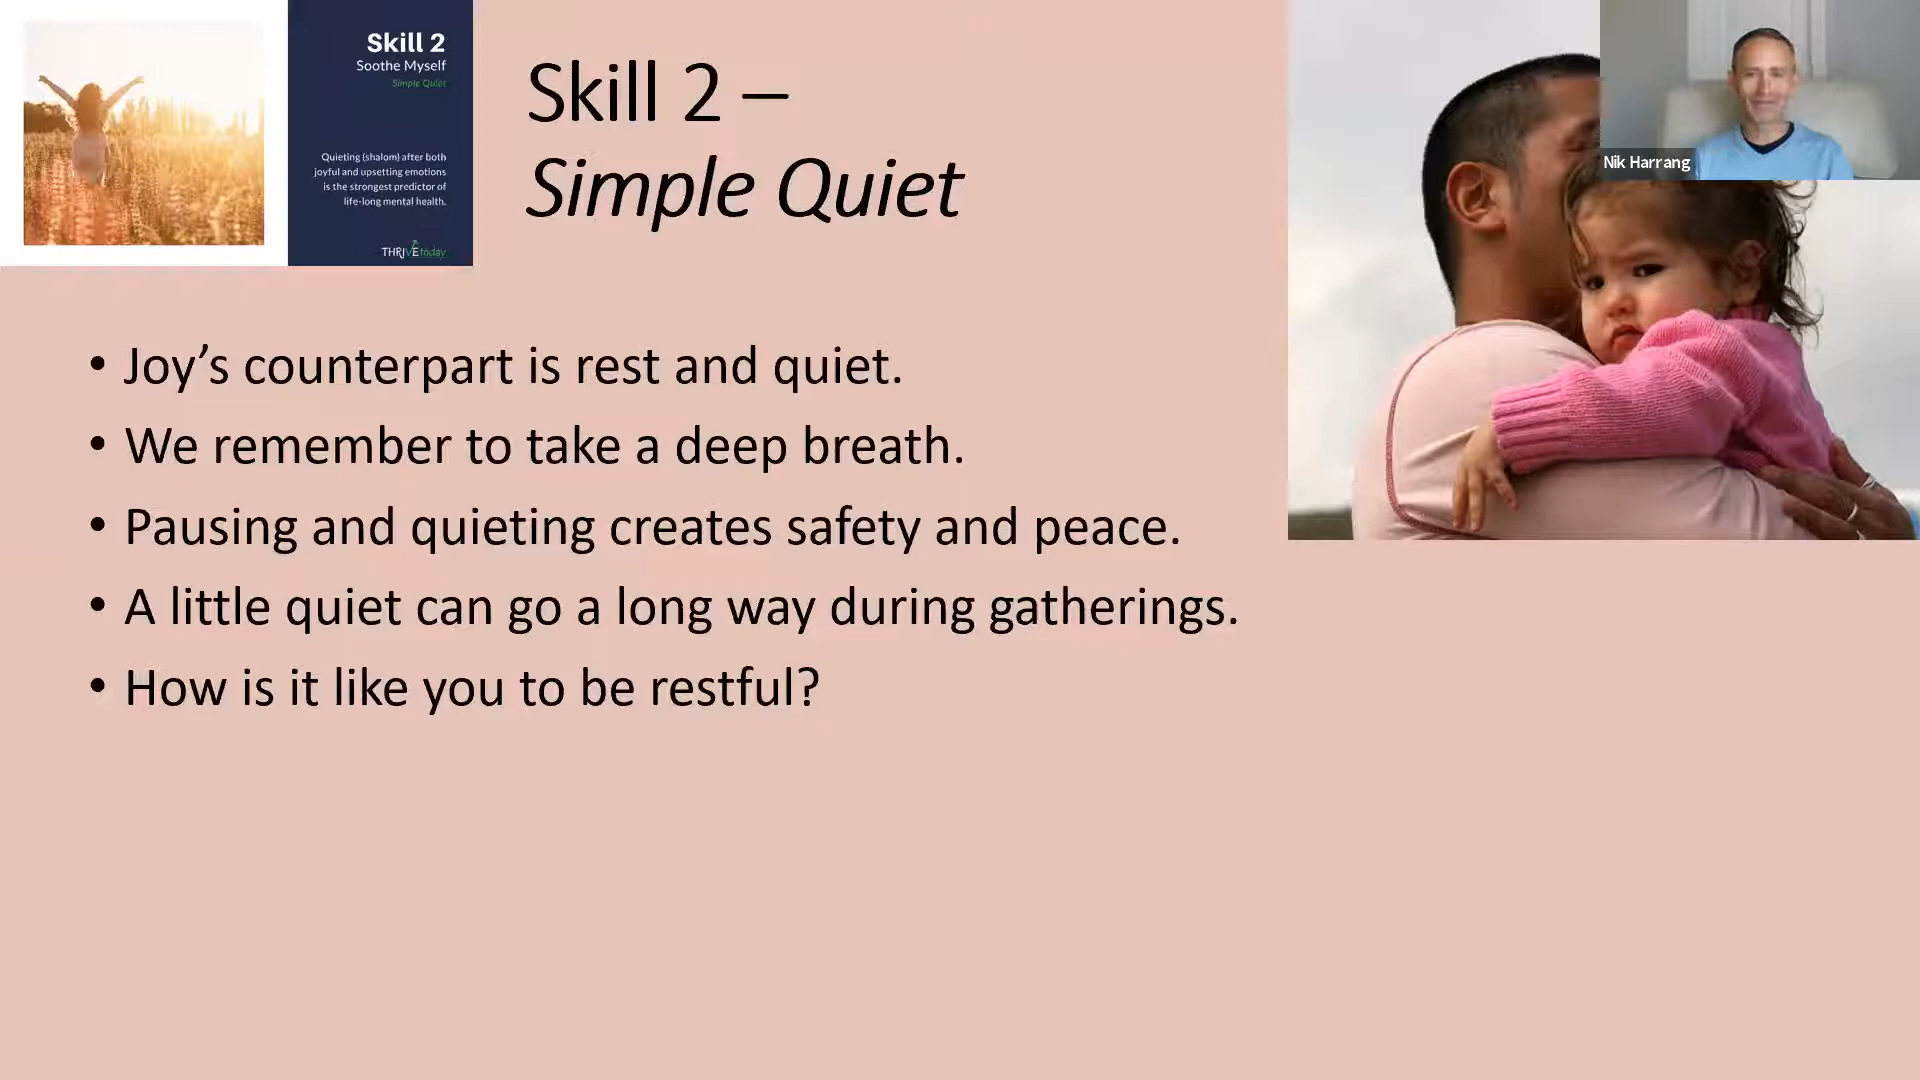 Skill 2
Soothe Myself
Simple Quiet
Quieting (shalom) after both
joyful and upsetting emotions
is the strongest predictor of
life-long mental health.
THRIVEtoday
Skill 2 –
Simple Quiet
Nik Harrang
• Joy’s counterpart is rest and quiet.
• We remember to take a deep breath.
• Pausing and quieting creates safety and peace.
• A little quiet can go a long way during gatherings.
• How is it like you to be restful?